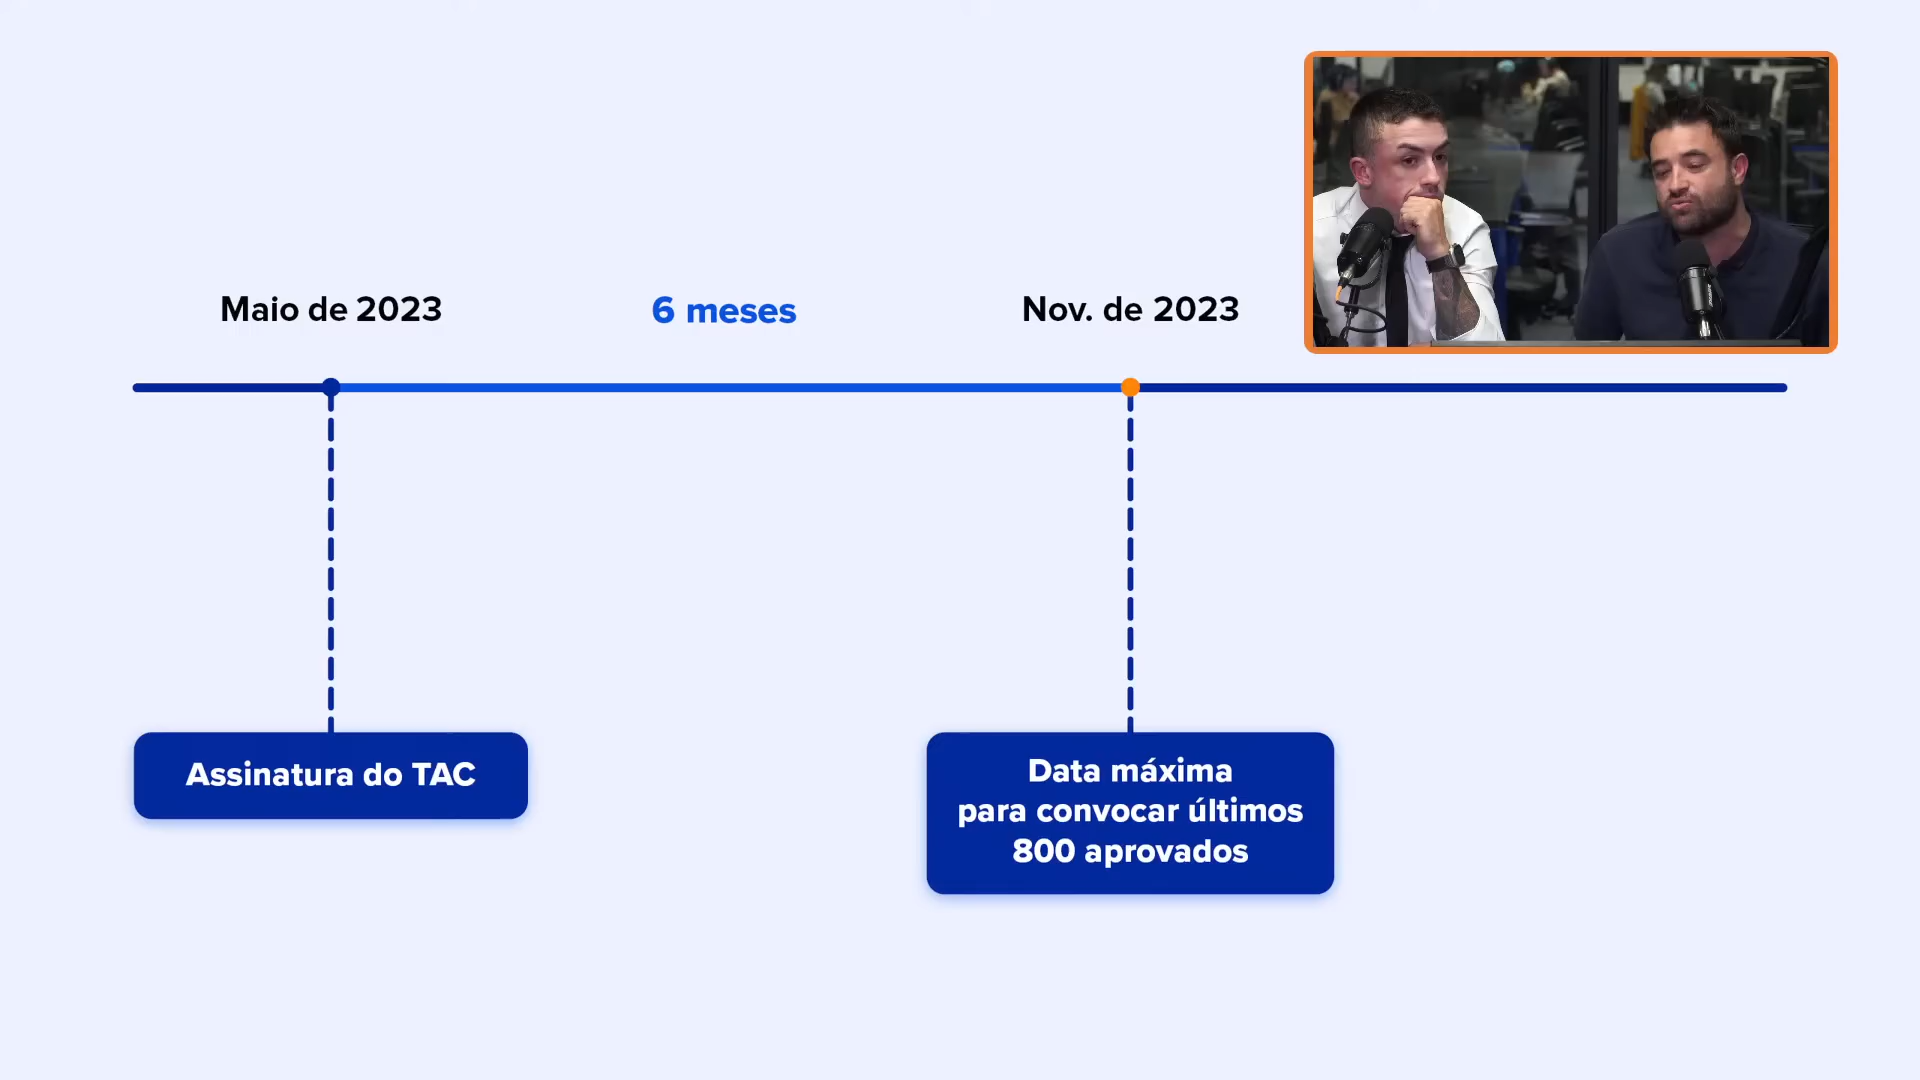 Maio de 2023
6 meses
Nov. de 2023
Assinatura do TAC
Data máxima
para convocar últimos
800 aprovados